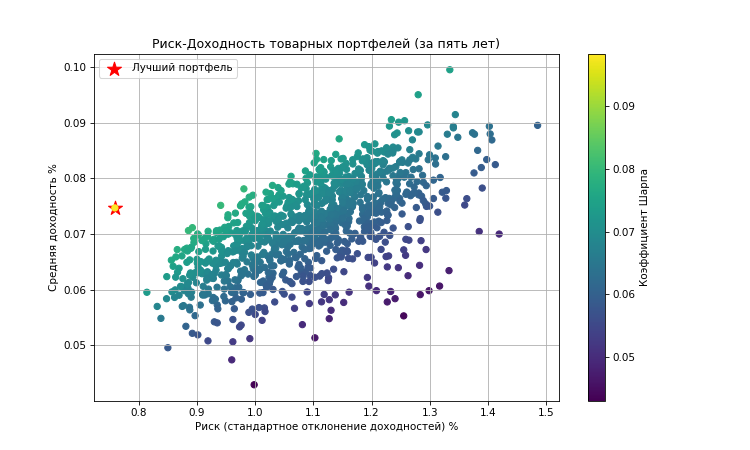 Риск-Доходность товарных портфелей (за пять лет)
Лучший портфель
Средняя доходность %
0.10
0.09
0.08
0.07
0.06
0.05
0.8 0.9 1.0 1.1 1.2 1.3 1.4 1.5
Риск (стандартное отклонение доходностей) %
0.09
0.08
0.07
0.06
0.05
Коэффициент Шарпа